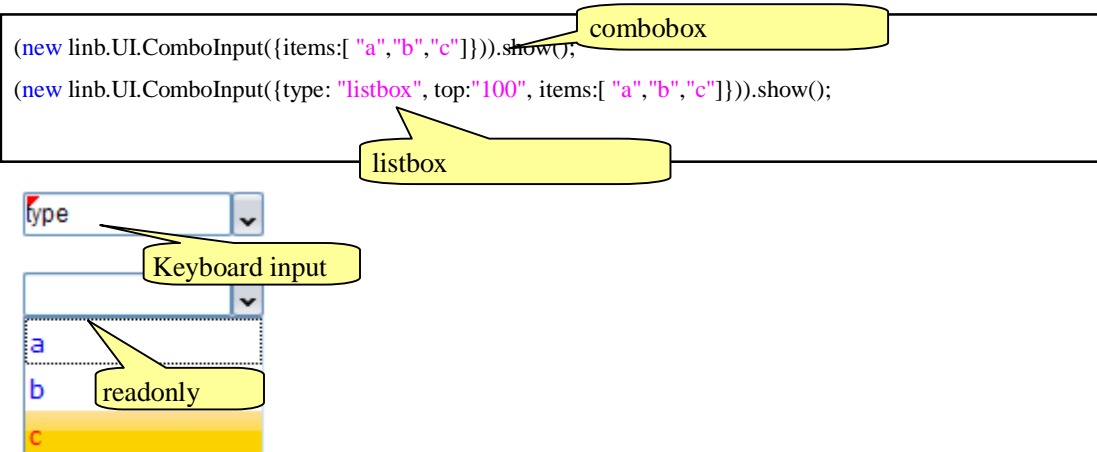 combobox
(new linb.UI.ComboInput({items:[ "a","b","c"]})).show();
(new linb.UI.ComboInput({type: "listbox", top:"100", items:[ "a","b","c"]})).show();
listbox
type
Keyboard input
a
readonly
b
c